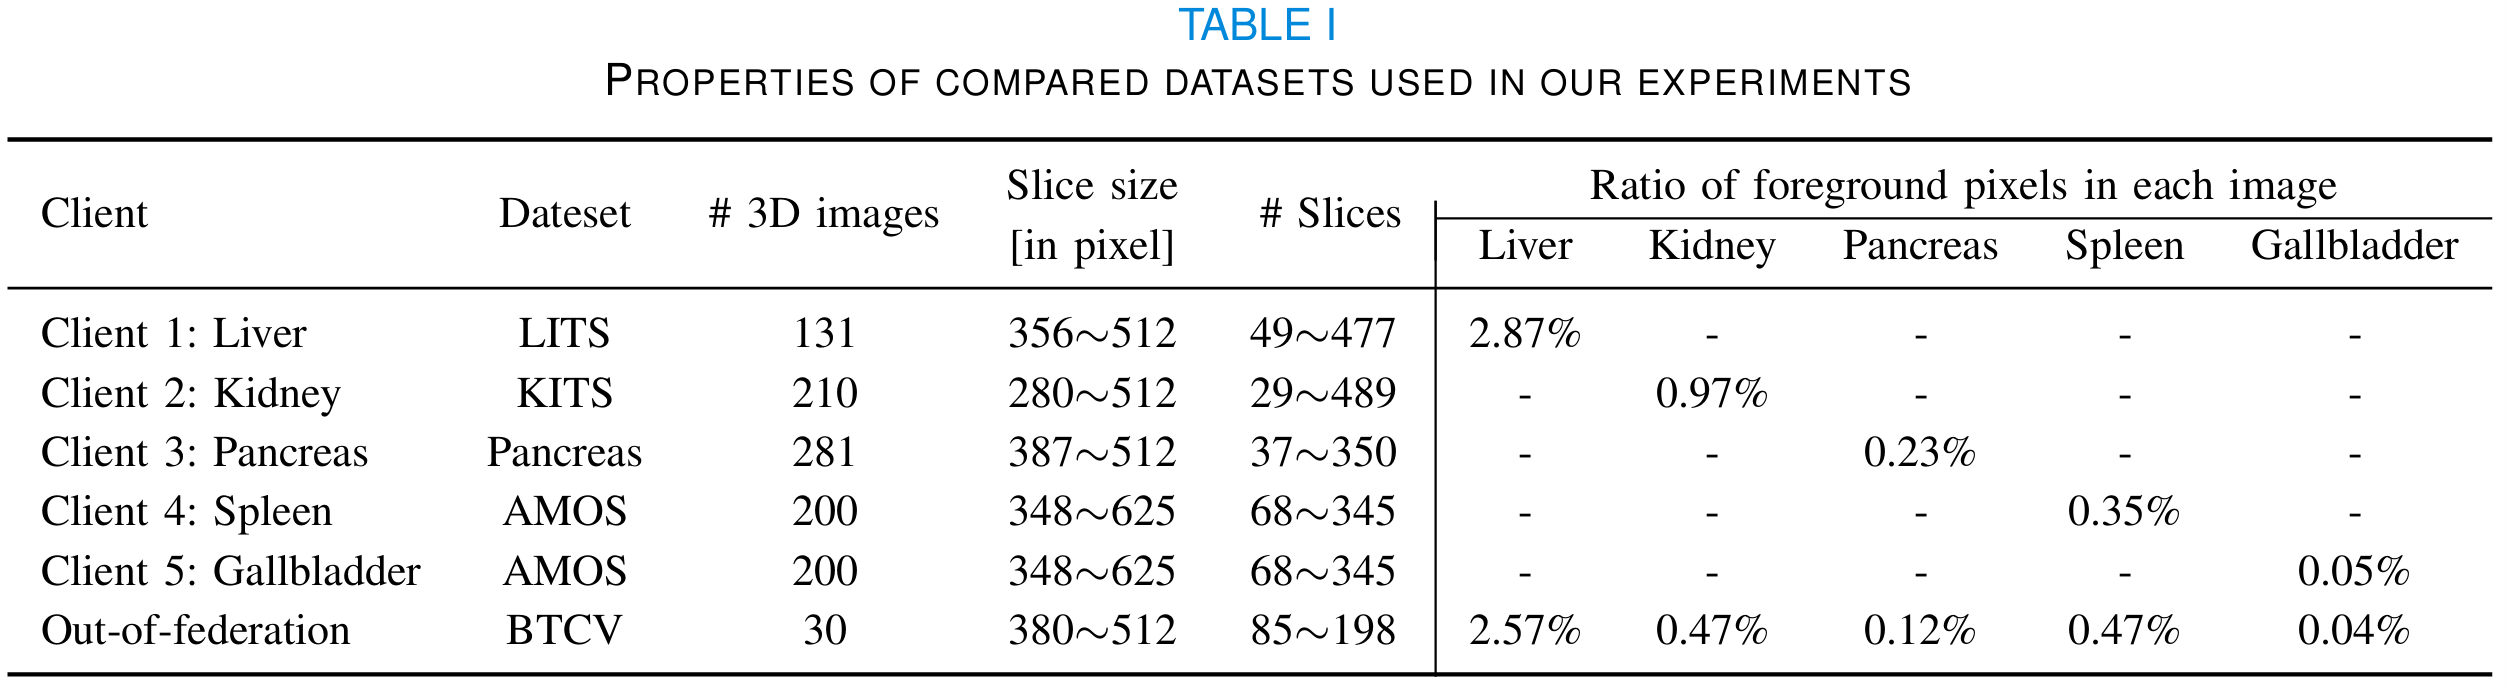 TABLE I
PROPERTIES OF COMPARED DATASETS USED IN OUR EXPERIMENTS
Client Dateset # 3D images Slice size [in pixel] # Slices Ratio of foreground pixels in each image
Liver Kidney Pancreas Spleen Gallbladder
Client 1: Liver LITS 131 356∼512 49∼477 2.87% - - - -
Client 2: Kidney KITS 210 280∼512 29∼489 - 0.97% - - -
Client 3: Pancreas Pancreas 281 387∼512 37∼350 - - 0.23% - -
Client 4: Spleen AMOS 200 348∼625 68∼345 - - - 0.35% -
Client 5: Gallbladder AMOS 200 348∼625 68∼345 - - - - 0.05%
Out-of-federation BTCV 30 380∼512 85∼198 2.57% 0.47% 0.12% 0.47% 0.04%